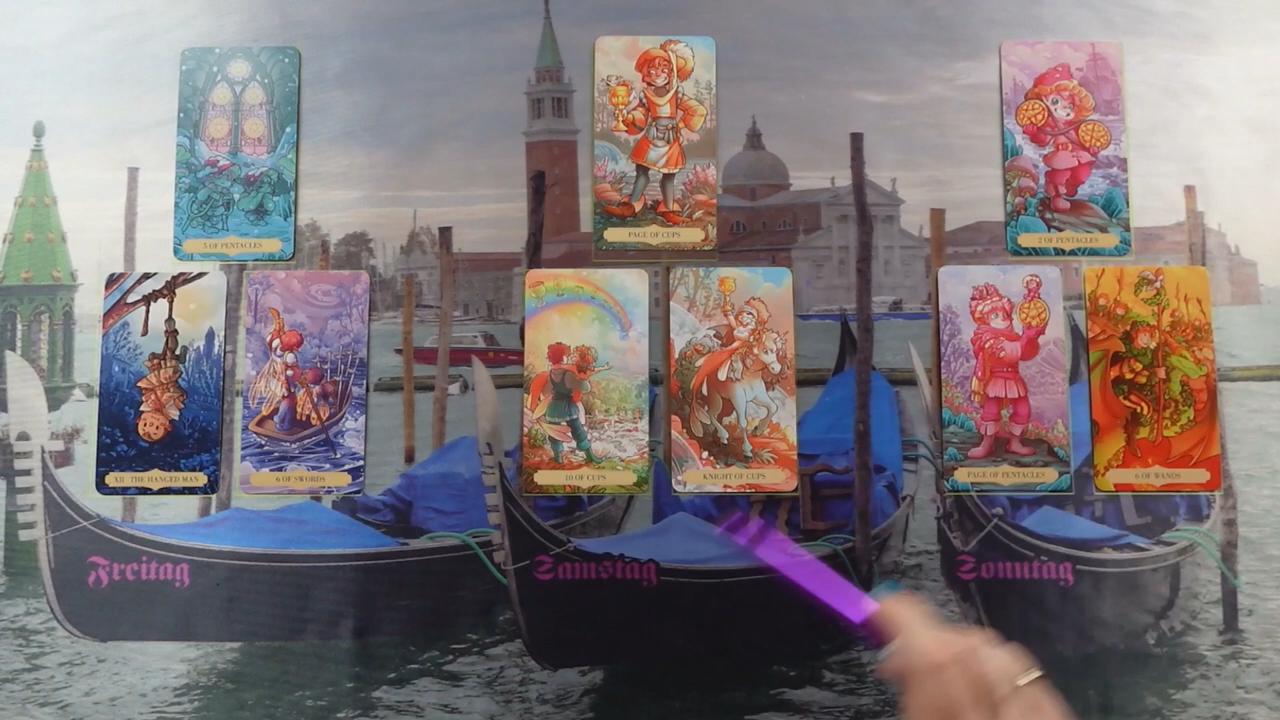 5 OF PENTACLES
PAGE OF CUPS
2 OF PENTACLES
XII THE HANGED MAN
6 OF SWORDS
10 OF CUPS
KNIGHT OF CUPS
PAGE OF PENTACLES
6 OF WANDS
Freitag
Samstag
Sonntag